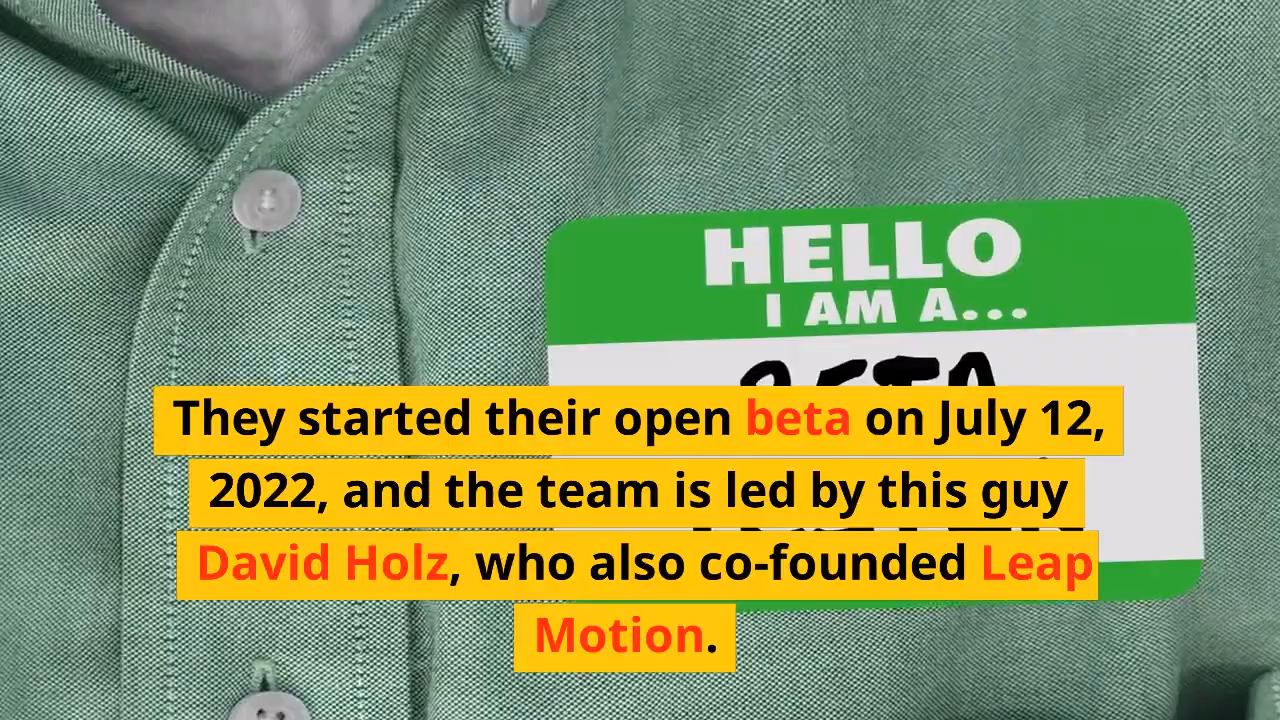 HELLO
I AM A...
BETA
They started their open beta on July 12,
2022, and the team is led by this guy
David Holz, who also co-founded Leap
Motion.